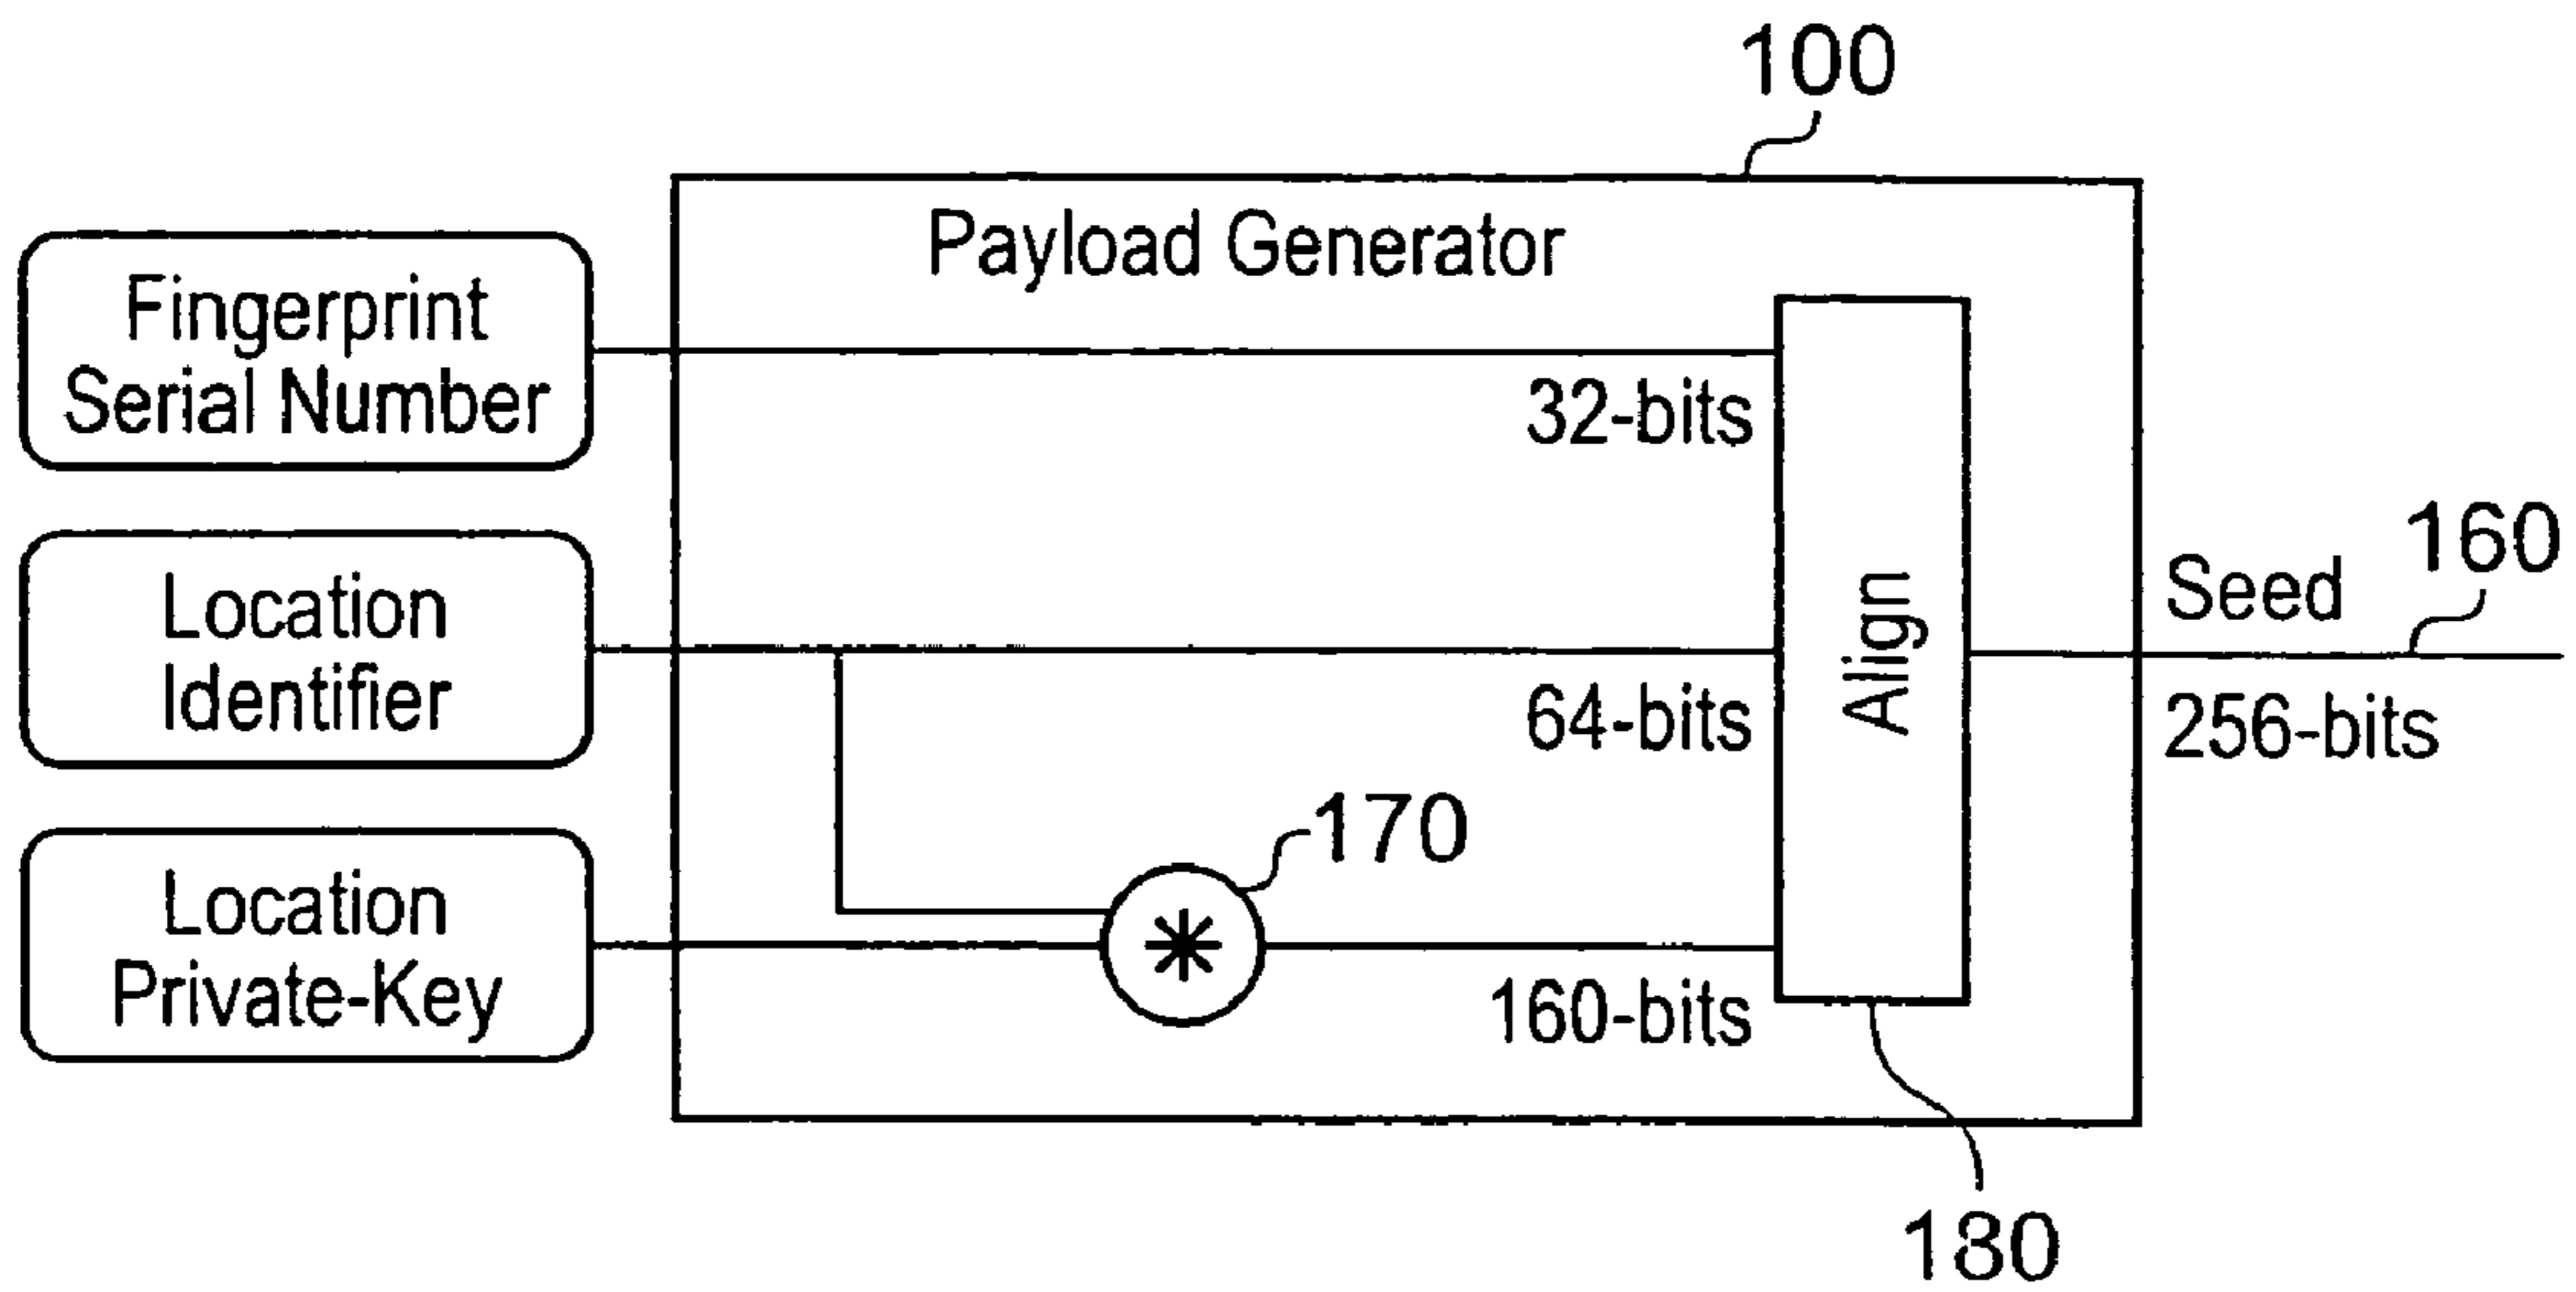 100
Payload Generator
Fingerprint
Serial Number
32-bits
Location
Identifier
64-bits
Align
Seed
160
256-bits
170
Location
Private-Key
160-bits
180